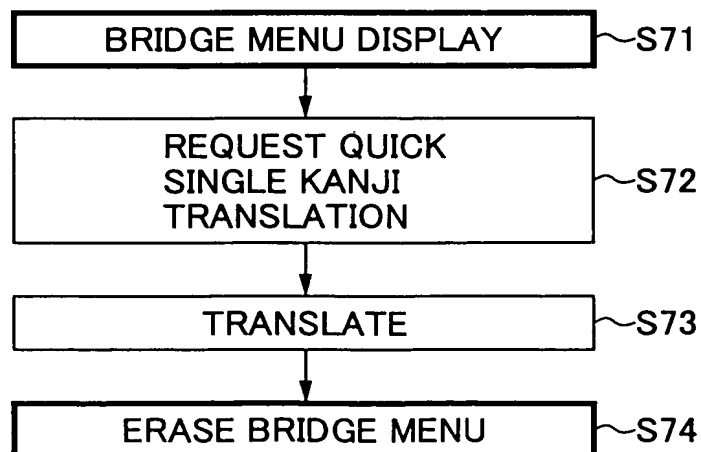 BRIDGE MENU DISPLAY
S71
REQUEST QUICK
SINGLE KANJI
TRANSLATION
S72
TRANSLATE
S73
ERASE BRIDGE MENU
S74